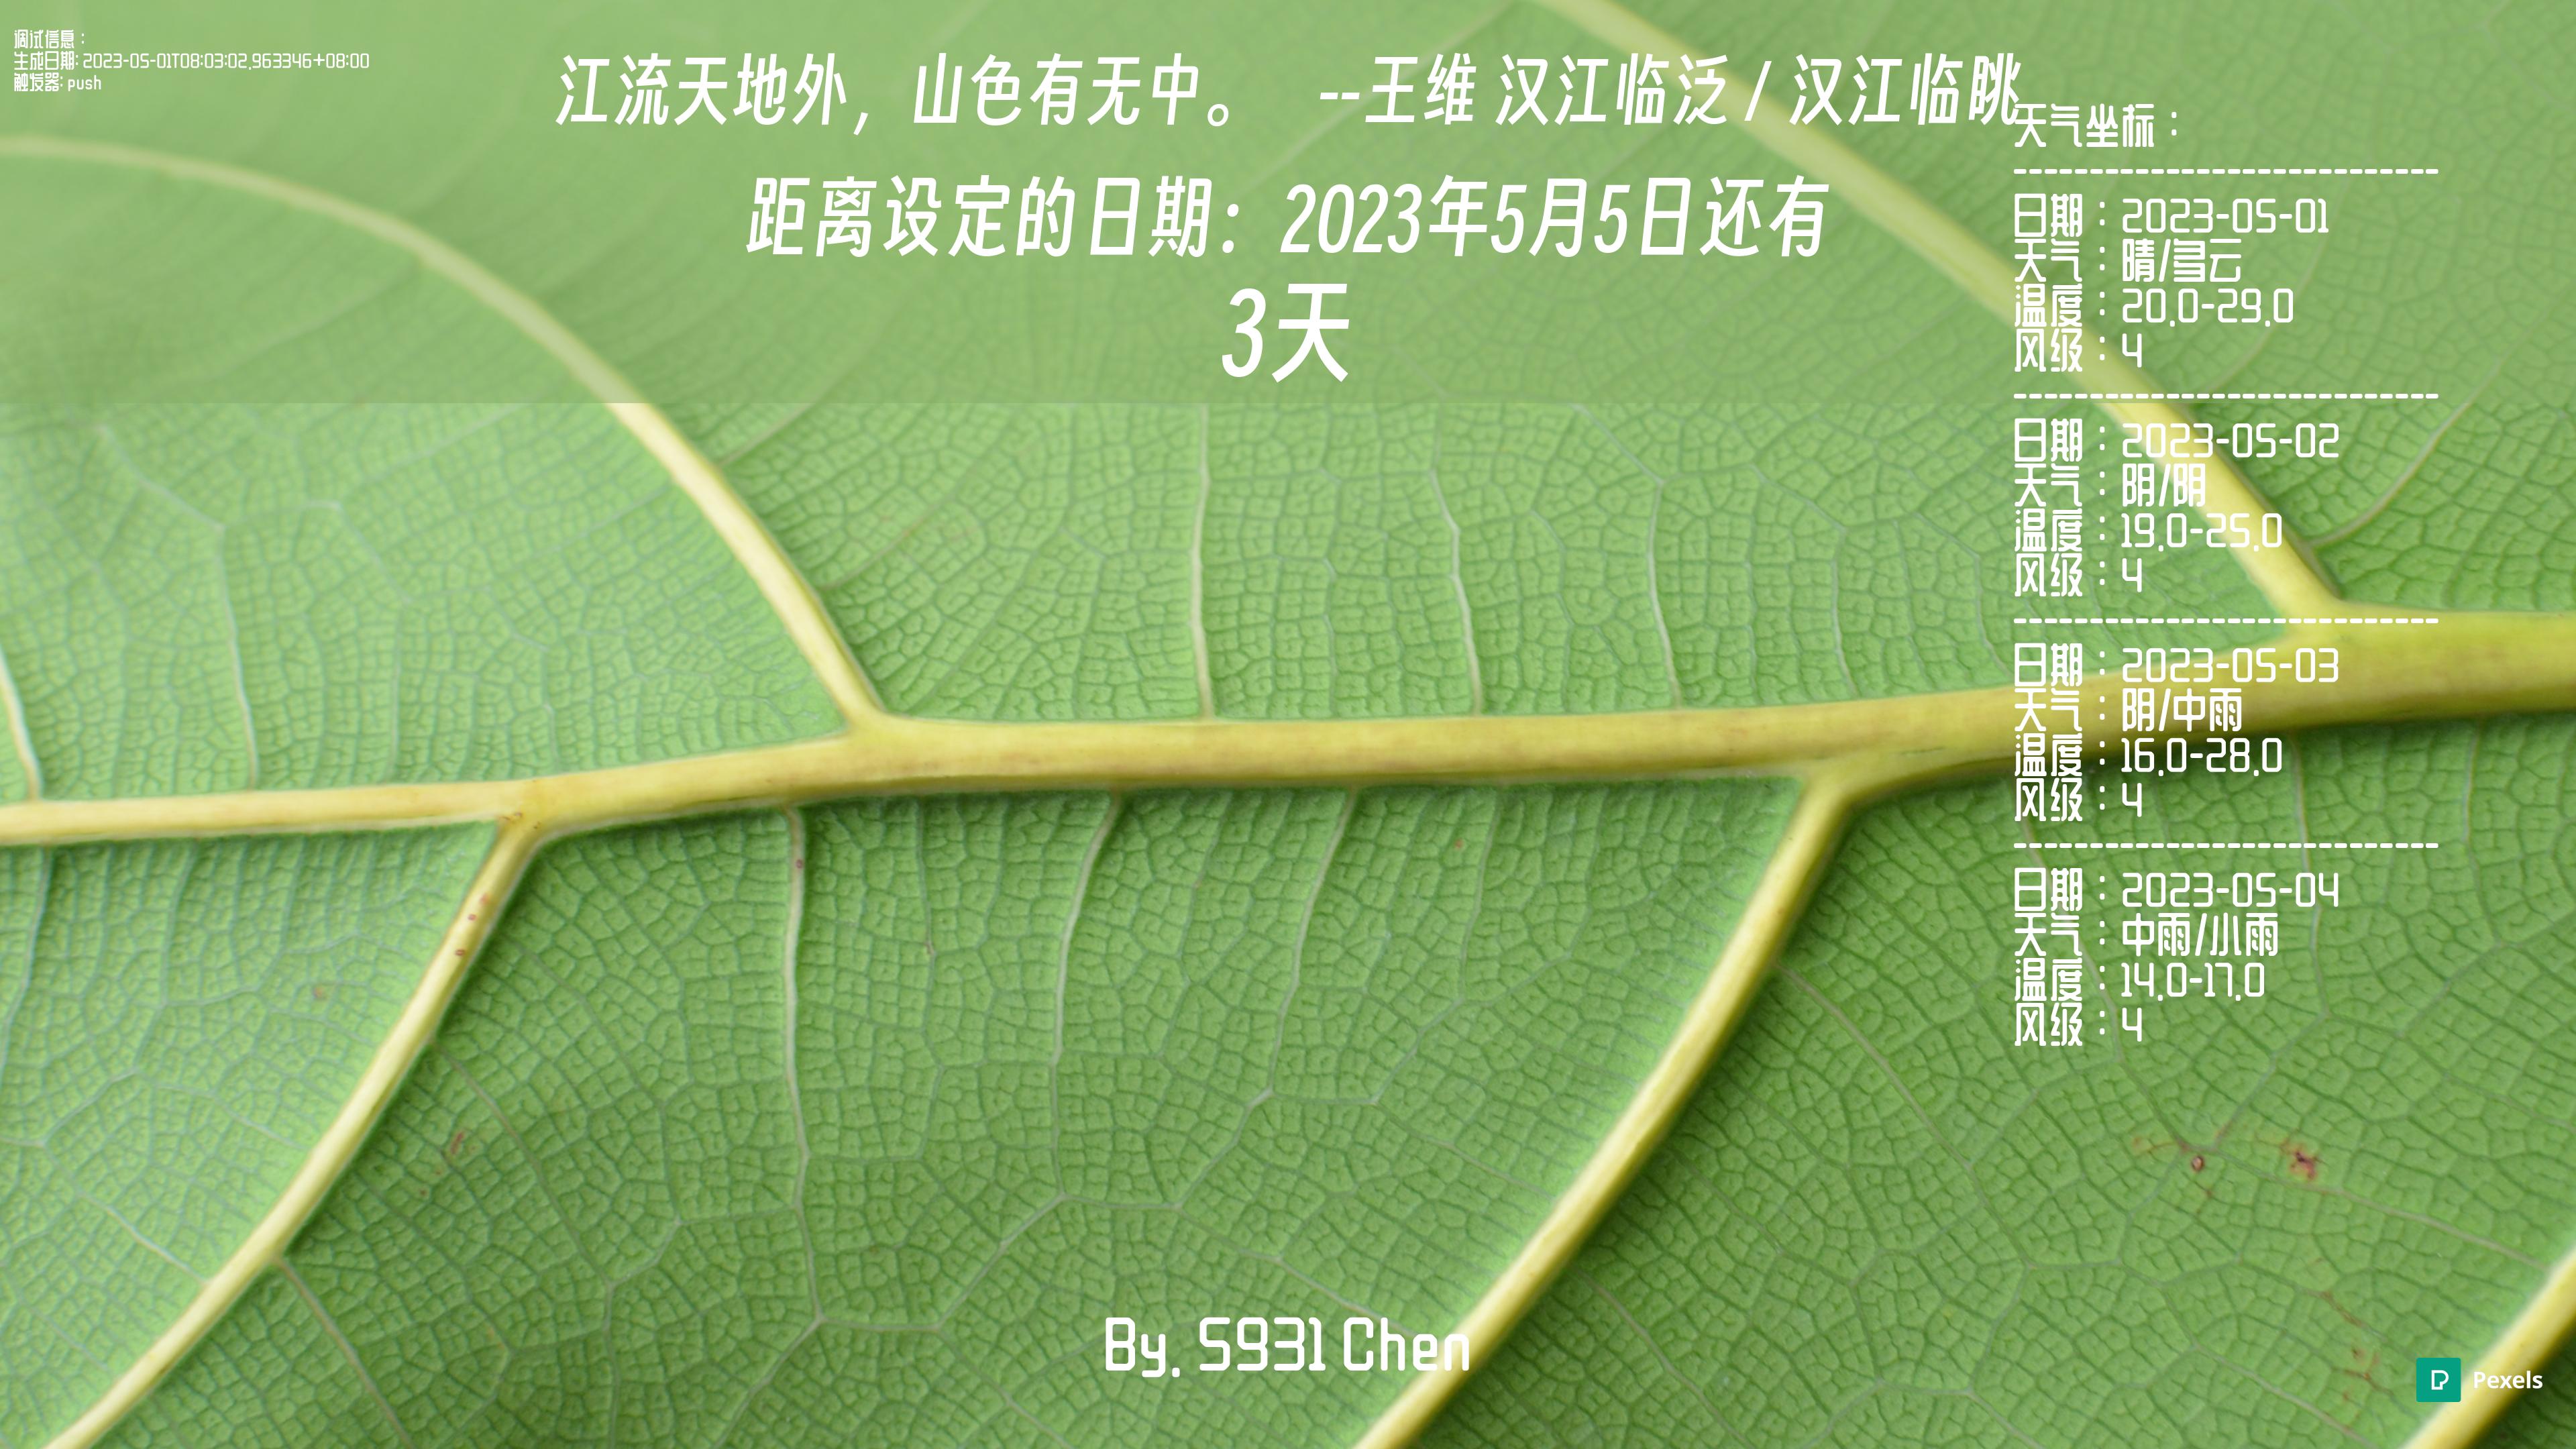 调试信息：
生成日期: 2023-05-01T08:03:02.963346+08:00
触发器: push
江流天地外，山色有无中。 --王维 汉江临泛 / 汉江临眺
距离设定的日期：2023年5月5日还有
3天
天气坐标：
----------------------------
日期：2023-05-01
天气：晴/多云
温度：20.0-29.0
风级：4
----------------------------
日期：2023-05-02
天气：阴/阴
温度：19.0-25.0
风级：4
----------------------------
日期：2023-05-03
天气：阴/中雨
温度：16.0-28.0
风级：4
----------------------------
日期：2023-05-04
天气：中雨/小雨
温度：14.0-17.0
风级：4
By. S931 Chen
Pexels